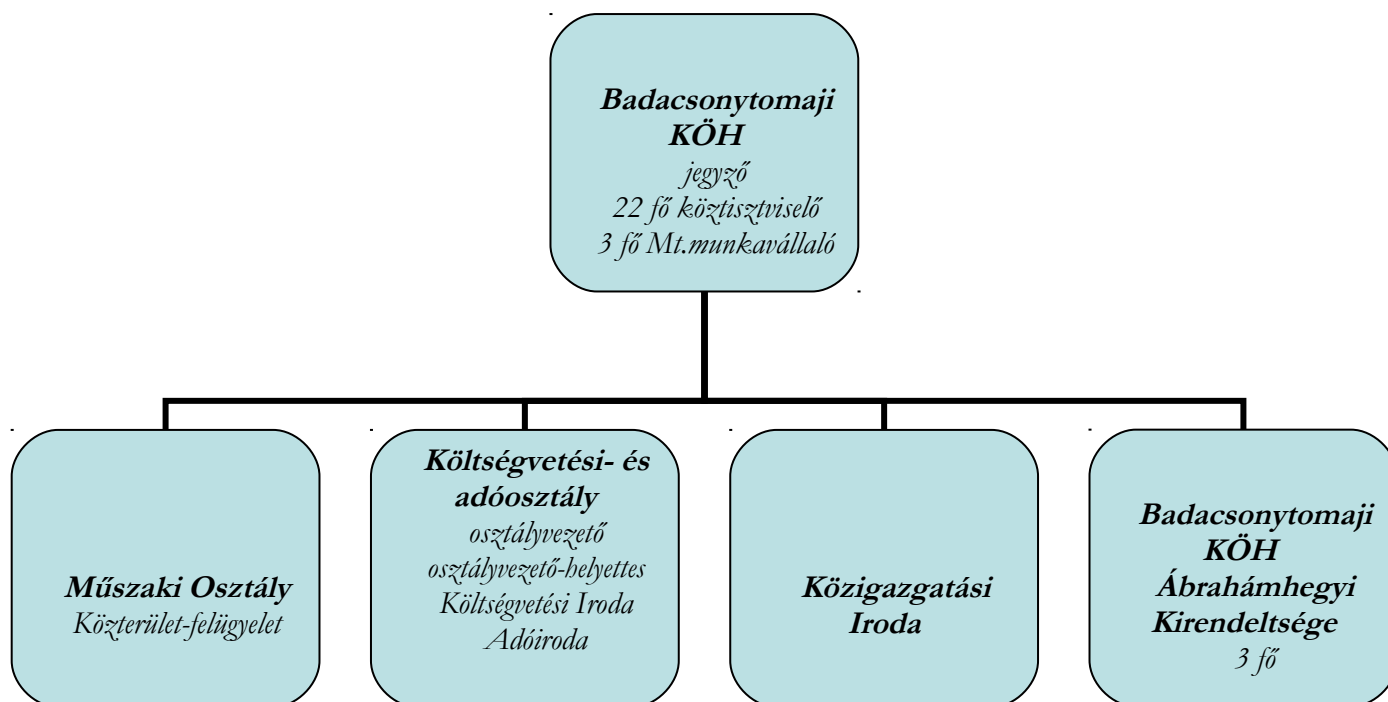 Badacsonytomaji
KÖH
jegyző
22 fő köztisztviselő
3 fő Mt.munkavállaló
Műszaki Osztály
Közterület-felügyelet
Költségvetési- és
adóosztály
osztályvezető
osztályvezető-helyettes
Költségvetési Iroda
Adóiroda
Közigazgatási
Iroda
Badacsonytomaji
KÖH
Ábrahámhegyi
Kirendeltsége
3 fő